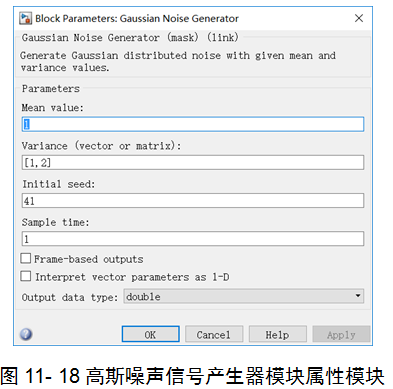 Block Parameters: Gaussian Noise Generator
Gaussian Noise Generator (mask) (link)
Generate Gaussian distributed noise with given mean and
variance values.
Parameters
Mean value:
1
Variance (vector or matrix):
[1,2]
Initial seed:
41
Sample time:
1
Frame-based outputs
Interpret vector parameters as 1-D
Output data type: double
OK Cancel Help Apply
图 11- 18 高斯噪声信号产生器模块属性模块